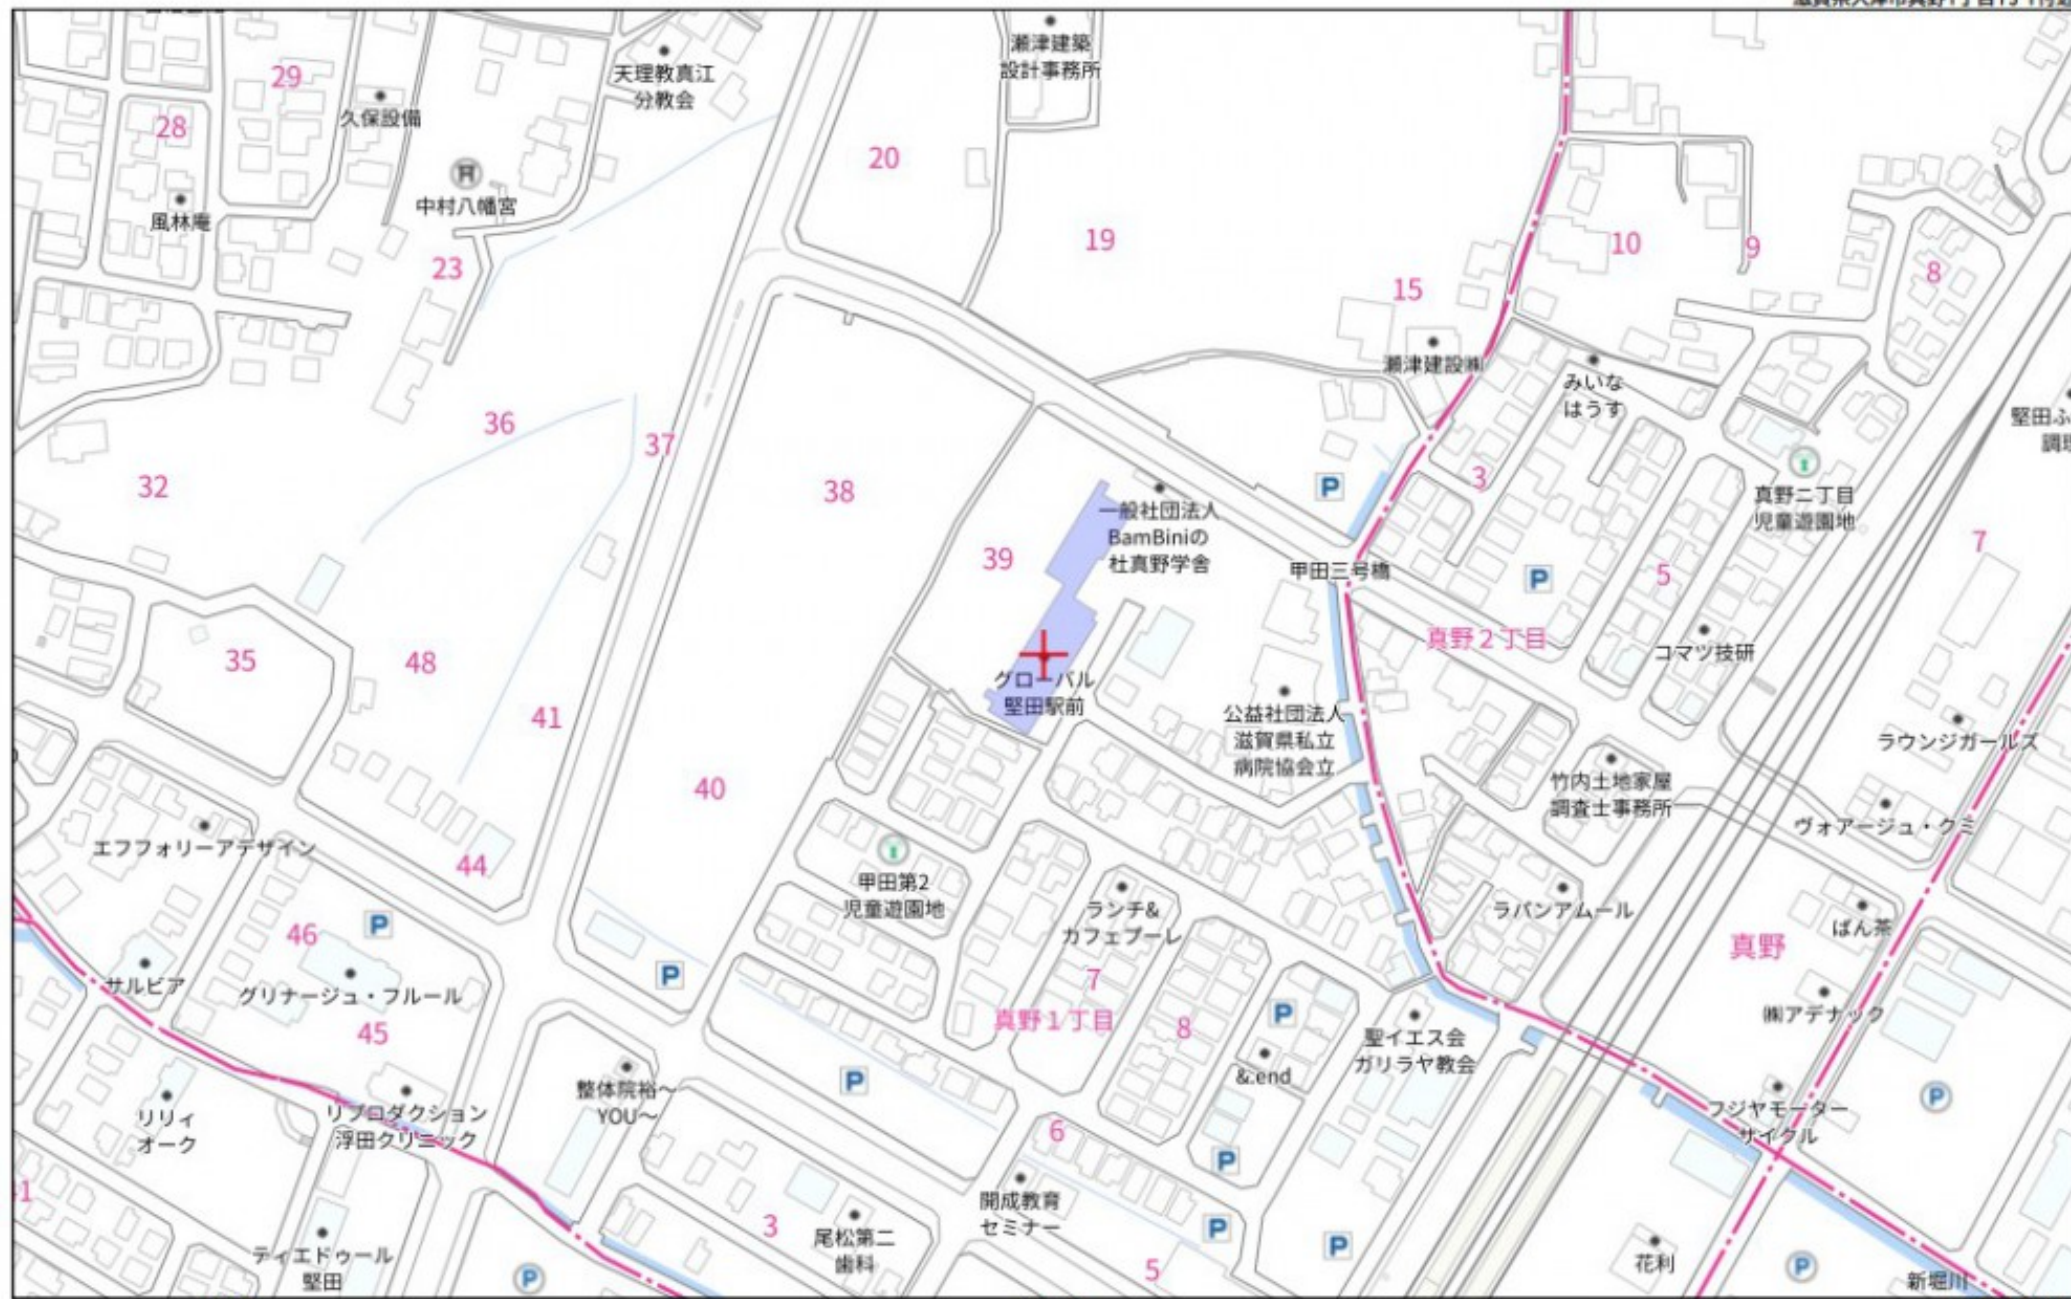 瀬津建築
設計事務所
天理教真江
分教会
29
久保設備
28
20
中村八幡宮
風林庵
19
10
9
8
23
15
瀬津建設㈱
みいな
はうす
36
37
32
38
3
真野二丁目
児童遊園地
一般社団法人
BamBiniの
杜真野学舎
39
甲田三号橋
7
5
真野2丁目
コマツ技研
35
48
41
グローバル
堅田駅前
公益社団法人
滋賀県私立
病院協会立
ラウンジガールズ
40
竹内土地家屋
調査士事務所
ヴォアージュ・クミ
エフフォリーアデザイン
44
甲田第2
児童遊園地
ランチ&
カフェプーレ
ラパンアムール
ばん茶
46
真野
サルビア
グリナージュ・フルール
7
㈱アデナック
45
真野1丁目
8
聖イエス会
ガリラヤ教会
&.end
整体院裕～
YOU～
リリィ
オーク
リプロダクション
浮田クリニック
フジヤモーター
サイクル
6
開成教育
セミナー
3
尾松第二
歯科
ティエドゥール
堅田
5
花利
新堀川
P
P
P
P
P
P
P
P
P
P
P
P